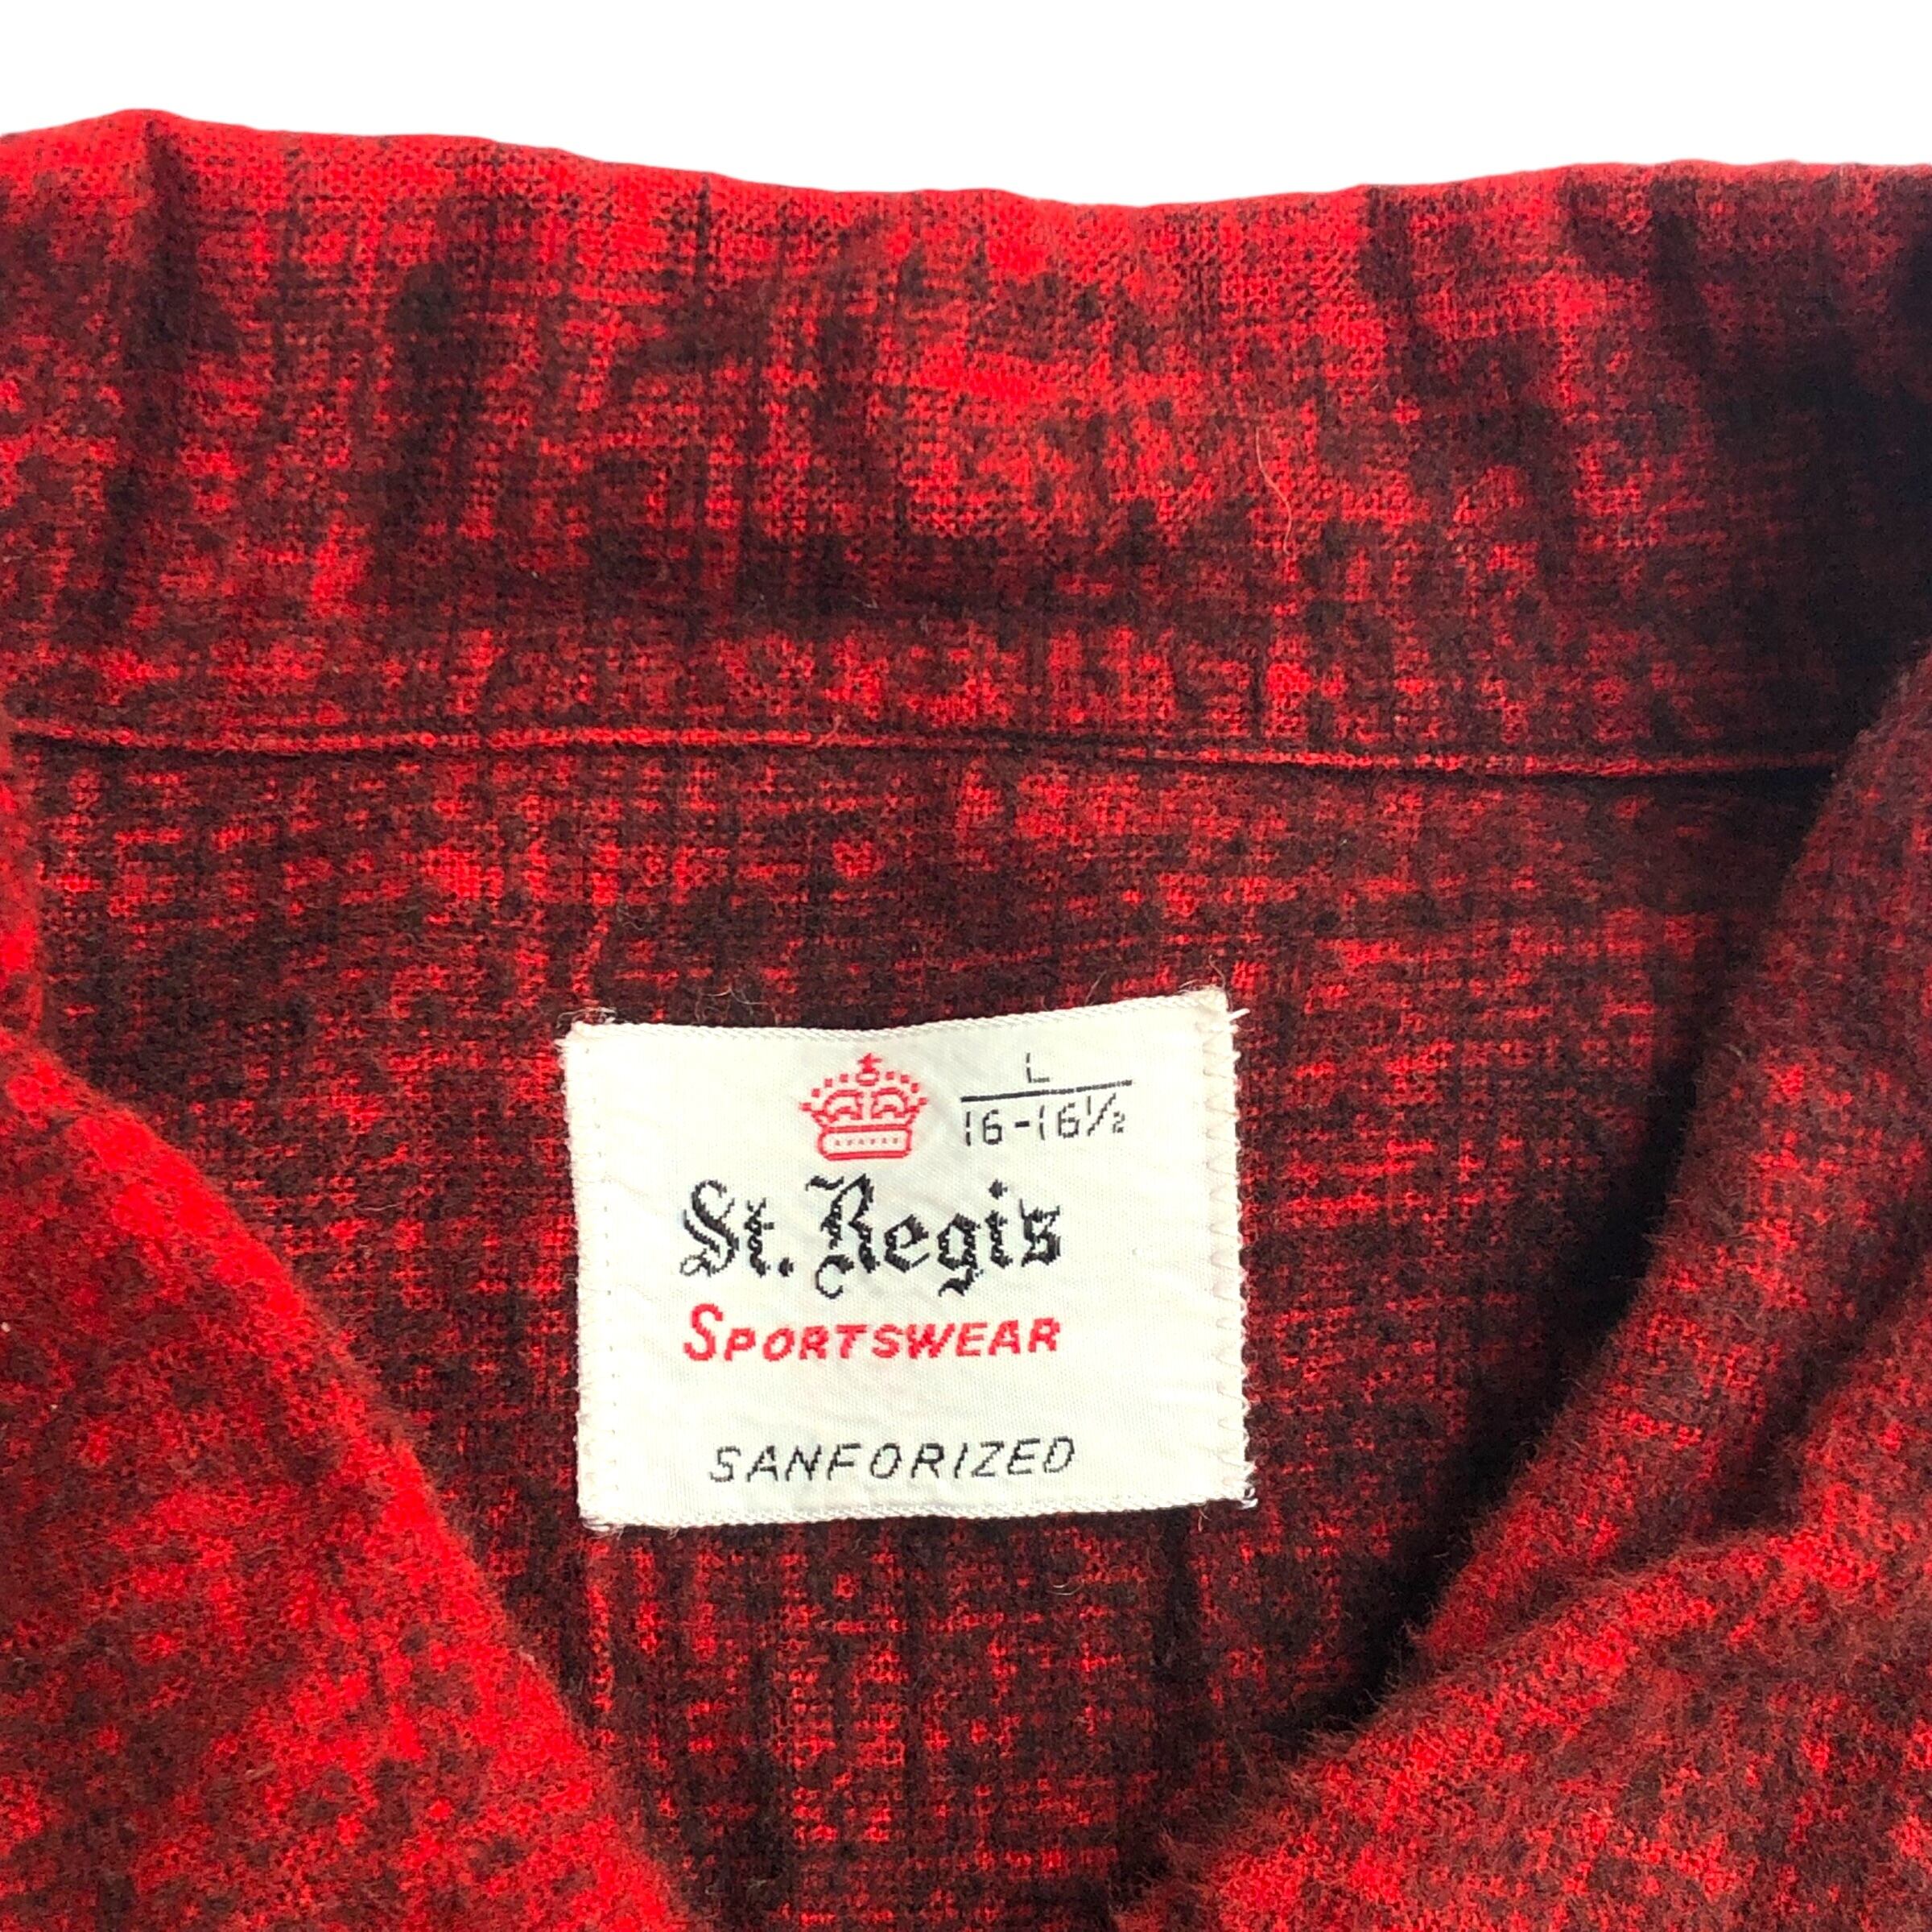 L
16-16½
St. Regis
SPORTSWEAR
SANFORIZED